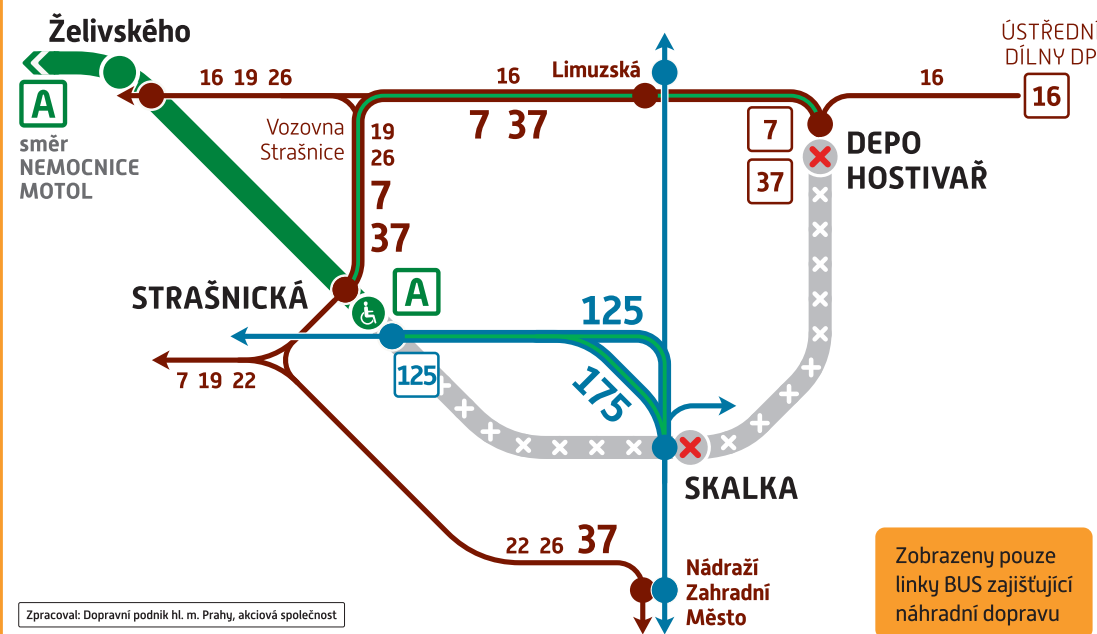 Želivského
A
směr
NEMOCNICE
MOTOL
16 19 26
16
Limuzská
7 37
Vozovna
Strašnice
19
26
7
37
ÚSTŘEDNÍ
DÍLNY DP
16
16
7
37
DEPO
HOSTIVAŘ
STRAŠNICKÁ
A
125
125
175
7 19 22
SKALKA
22 26 37
Nádraží
Zahradní
Město
Zobrazeny pouze
linky BUS zajišťující
náhradní dopravu
Zpracoval: Dopravní podnik hl. m. Prahy, akciová společnost